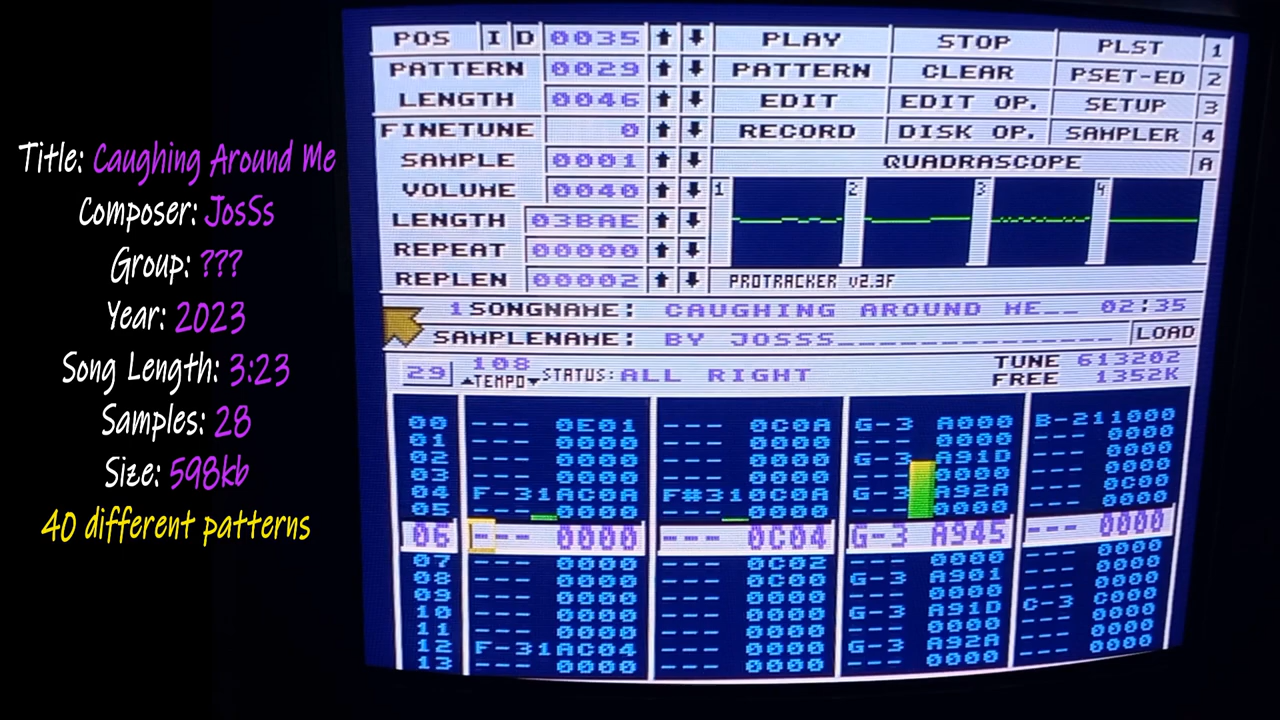 Title: Caughing Around Me
Composer: JosSs
Group: ???
Year: 2023
Song Length: 3:23
Samples: 28
Size: 598kb
40 different patterns
POS I D 0035 PLAY STOP PLST 1
PATTERN 0029 PATTERN CLEAR PSET-ED 2
LENGTH 0046 EDIT EDIT OP. SETUP 3
FINETUNE 0 RECORD DISK OP. SAMPLER 4
SAMPLE 0001 QUADRASCOPE A
VOLUME 0040 1 2 3 4
LENGTH 03BAE
REPEAT 00000
REPLEN 00002 PROTRACKER V2.3F
1 SONGNAME: CAUGHING AROUND ME__ 02:35
SAMPLENAME: BY JOSSS______________ LOAD
29 108 TEMPO STATUS: ALL RIGHT TUNE 613202
FREE 1352K
00 --- 0E01 --- 0C0A G-3 A000 B-211000
01 --- 0000 --- 0000 --- 0000 --- 0000
02 --- 0000 --- 0000 G-3 A91D --- 0000
03 --- 0000 --- 0000 --- 0000 --- 0C00
04 F-31AC0A F#310C0A G-3 A92A --- 0000
05 --- 0000 --- 0000 --- 0000
06 --- 0000 --- 0C04 G-3 A945 --- 0000
07 --- 0000 --- 0C02 --- 0000 --- 0000
08 --- 0000 --- 0C00 G-3 A901 --- 0000
09 --- 0000 --- 0000 --- 0000 C-3 C000
10 --- 0000 --- 0000 G-3 A91D --- 0000
11 --- 0000 --- 0000 --- 0000 --- 0000
12 F-31AC04 --- 0000 G-3 A92A --- 0000
13 --- 0000 --- 0000 --- 0000